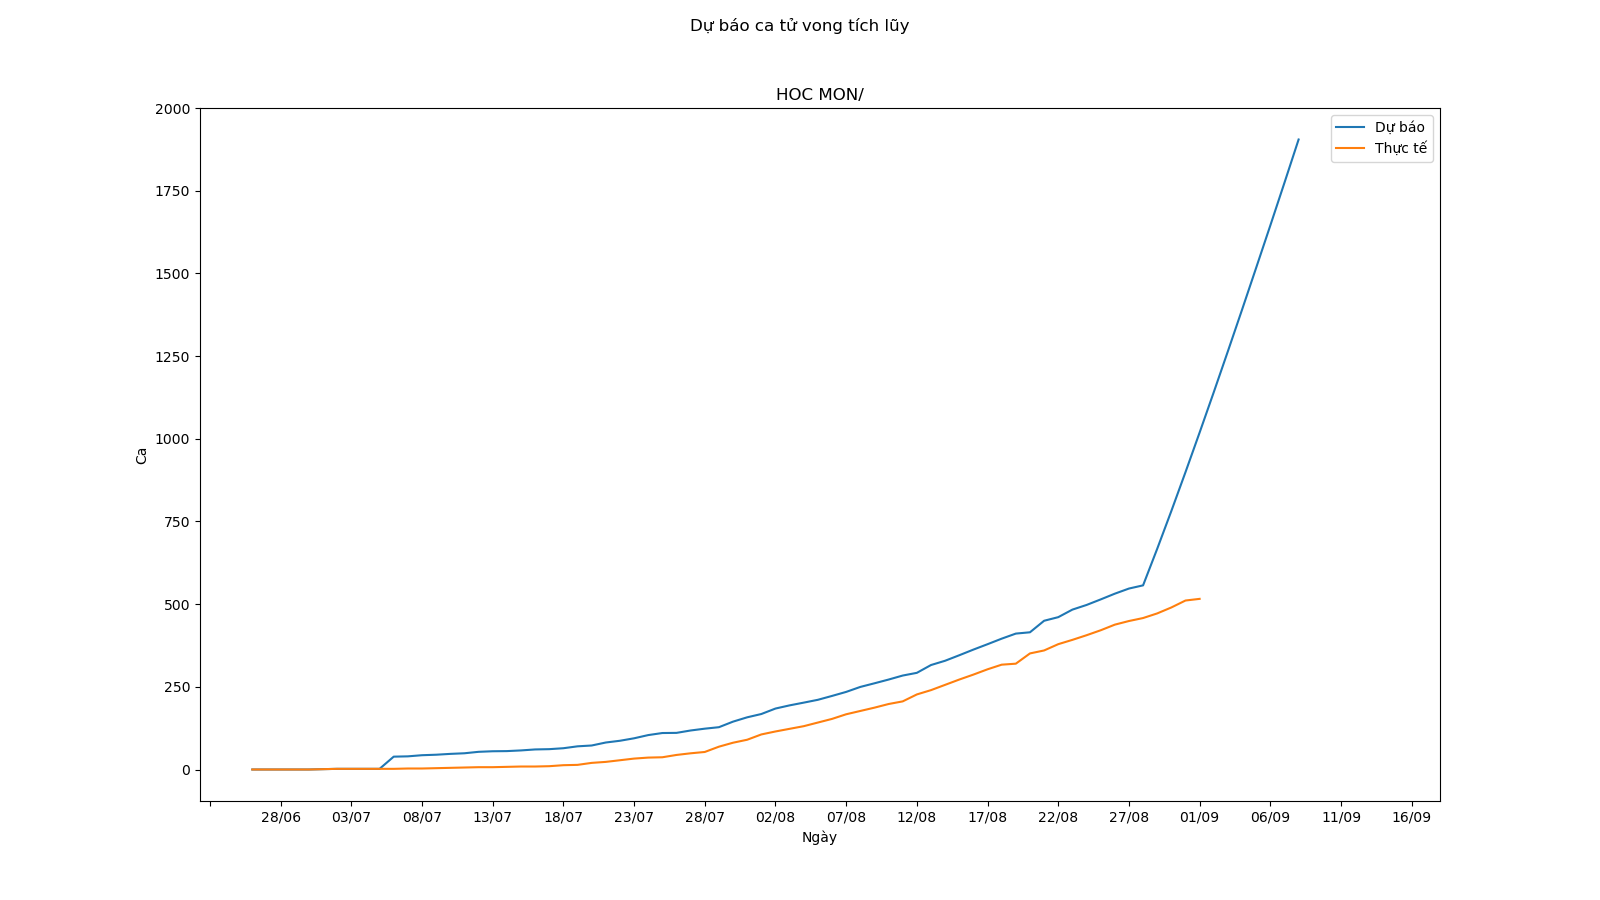 Dự báo ca tử vong tích lũy
HOC MON/
Dự báo
Thực tế
2000
1750
1500
1250
1000
750
500
250
0
Ca
28/06 03/07 08/07 13/07 18/07 23/07 28/07 02/08 07/08 12/08 17/08 22/08 27/08 01/09 06/09 11/09 16/09
Ngày